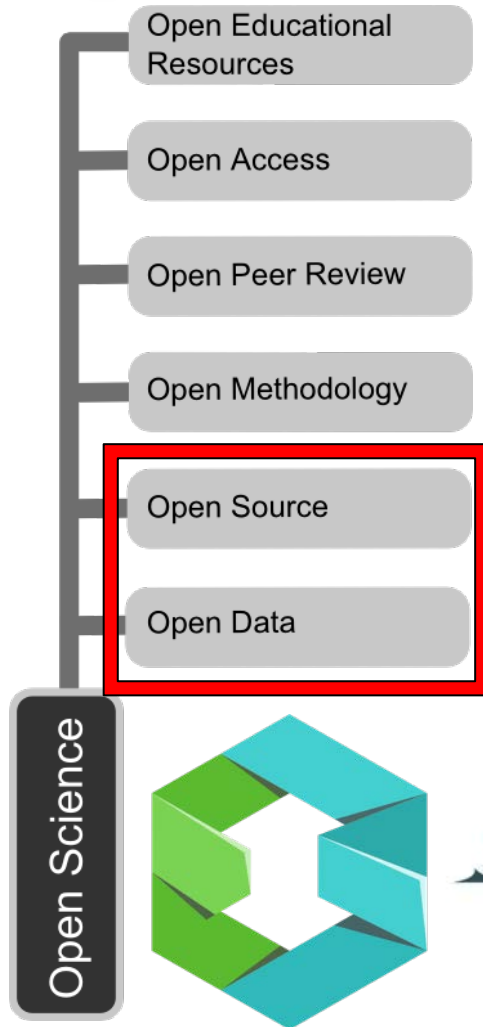 Open Educational
Resources
Open Access
Open Peer Review
Open Methodology
Open Source
Open Data
Open Science